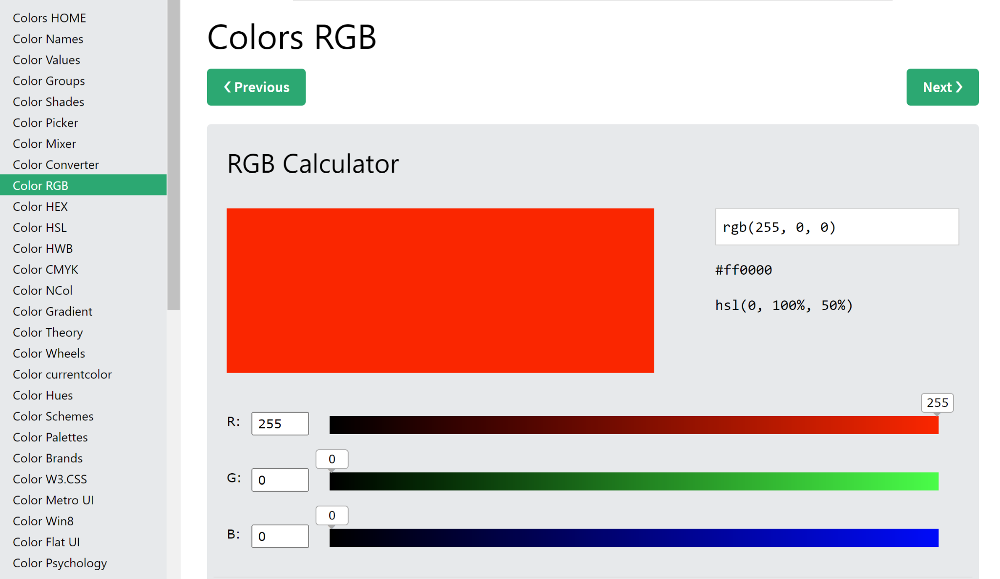 Colors HOME
Color Names
Color Values
Color Groups
Color Shades
Color Picker
Color Mixer
Color Converter
Color RGB
Color HEX
Color HSL
Color HWB
Color CMYK
Color NCol
Color Gradient
Color Theory
Color Wheels
Color currentcolor
Color Hues
Color Schemes
Color Palettes
Color Brands
Color W3.CSS
Color Metro UI
Color Win8
Color Flat UI
Color Psychology
Colors RGB
❮ Previous
Next ❯
RGB Calculator
rgb(255, 0, 0)
#ff0000
hsl(0, 100%, 50%)
255
R: 255
0
G: 0
0
B: 0